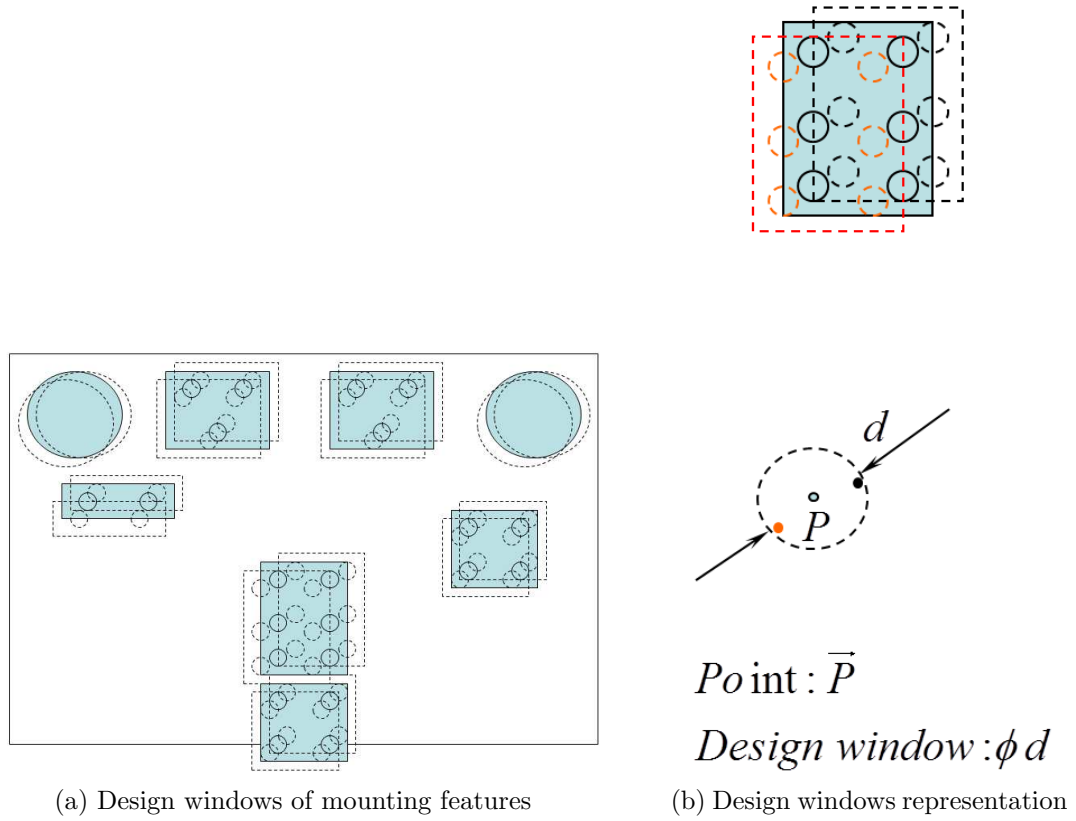 d
P
Point : P⃗
Design window : ϕ d
(a) Design windows of mounting features
(b) Design windows representation